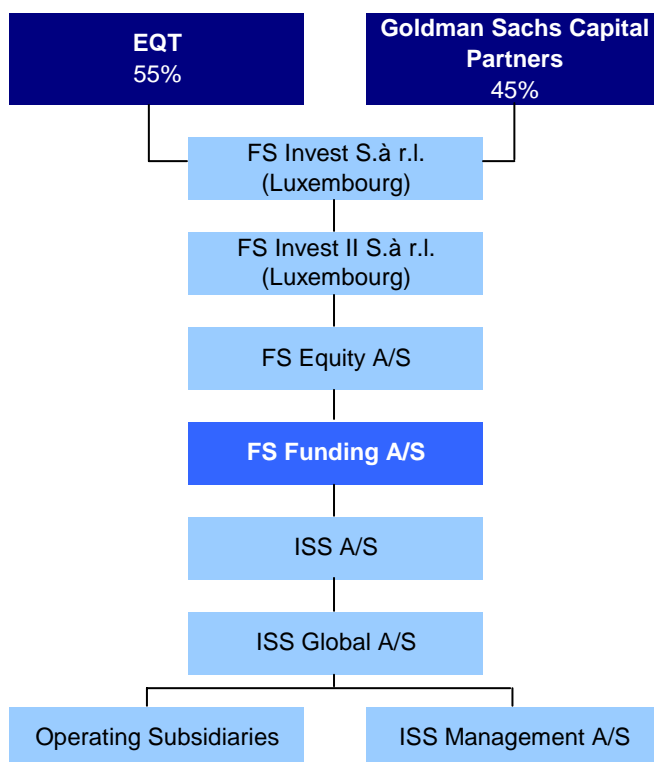 EQT
55%
Goldman Sachs Capital
Partners
45%
FS Invest S.à r.l.
(Luxembourg)
FS Invest II S.à r.l.
(Luxembourg)
FS Equity A/S
FS Funding A/S
ISS A/S
ISS Global A/S
Operating Subsidiaries
ISS Management A/S